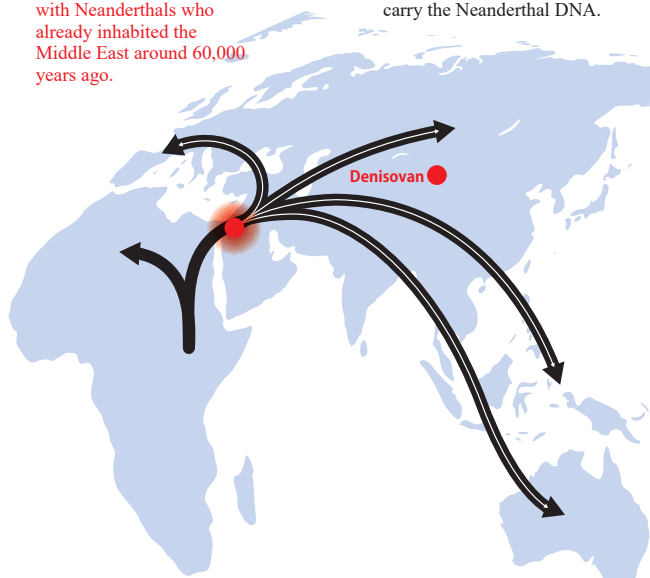 with Neanderthals who
already inhabited the
Middle East around 60,000
years ago.
carry the Neanderthal DNA.
Denisovan